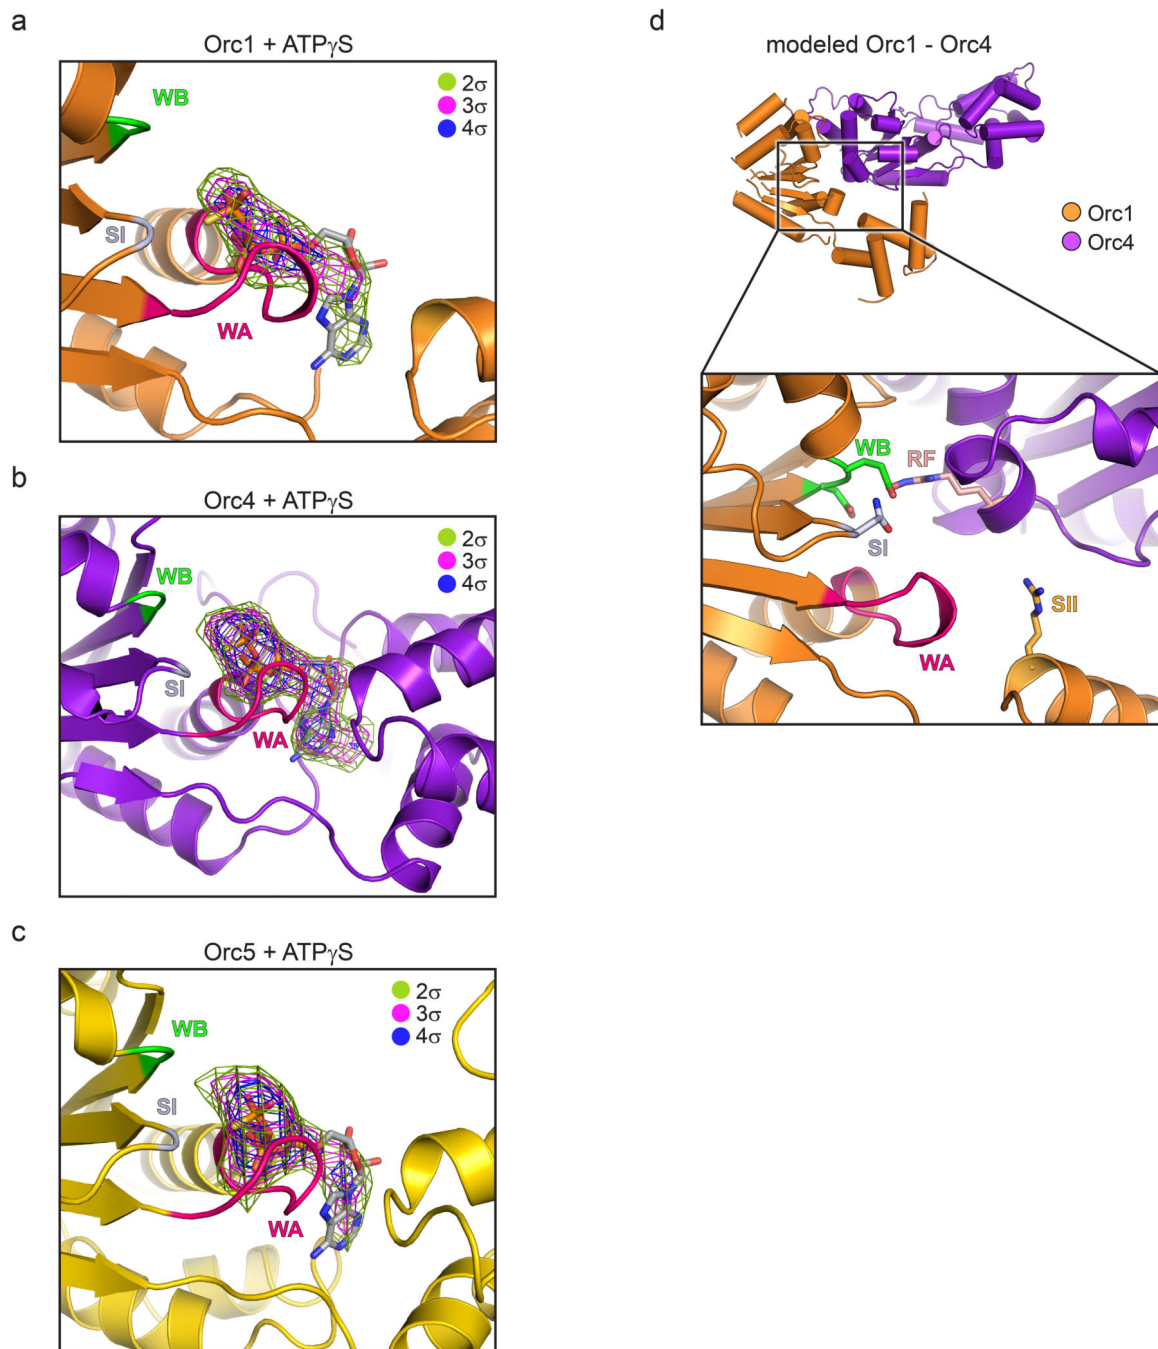 a
Orc1 + ATPγS
WB
2σ
3σ
4σ
SI
WA
b
Orc4 + ATPγS
WB
2σ
3σ
4σ
SI
WA
c
Orc5 + ATPγS
WB
2σ
3σ
4σ
SI
WA
d
modeled Orc1 - Orc4
Orc1
Orc4
WB
RF
SI
SII
WA